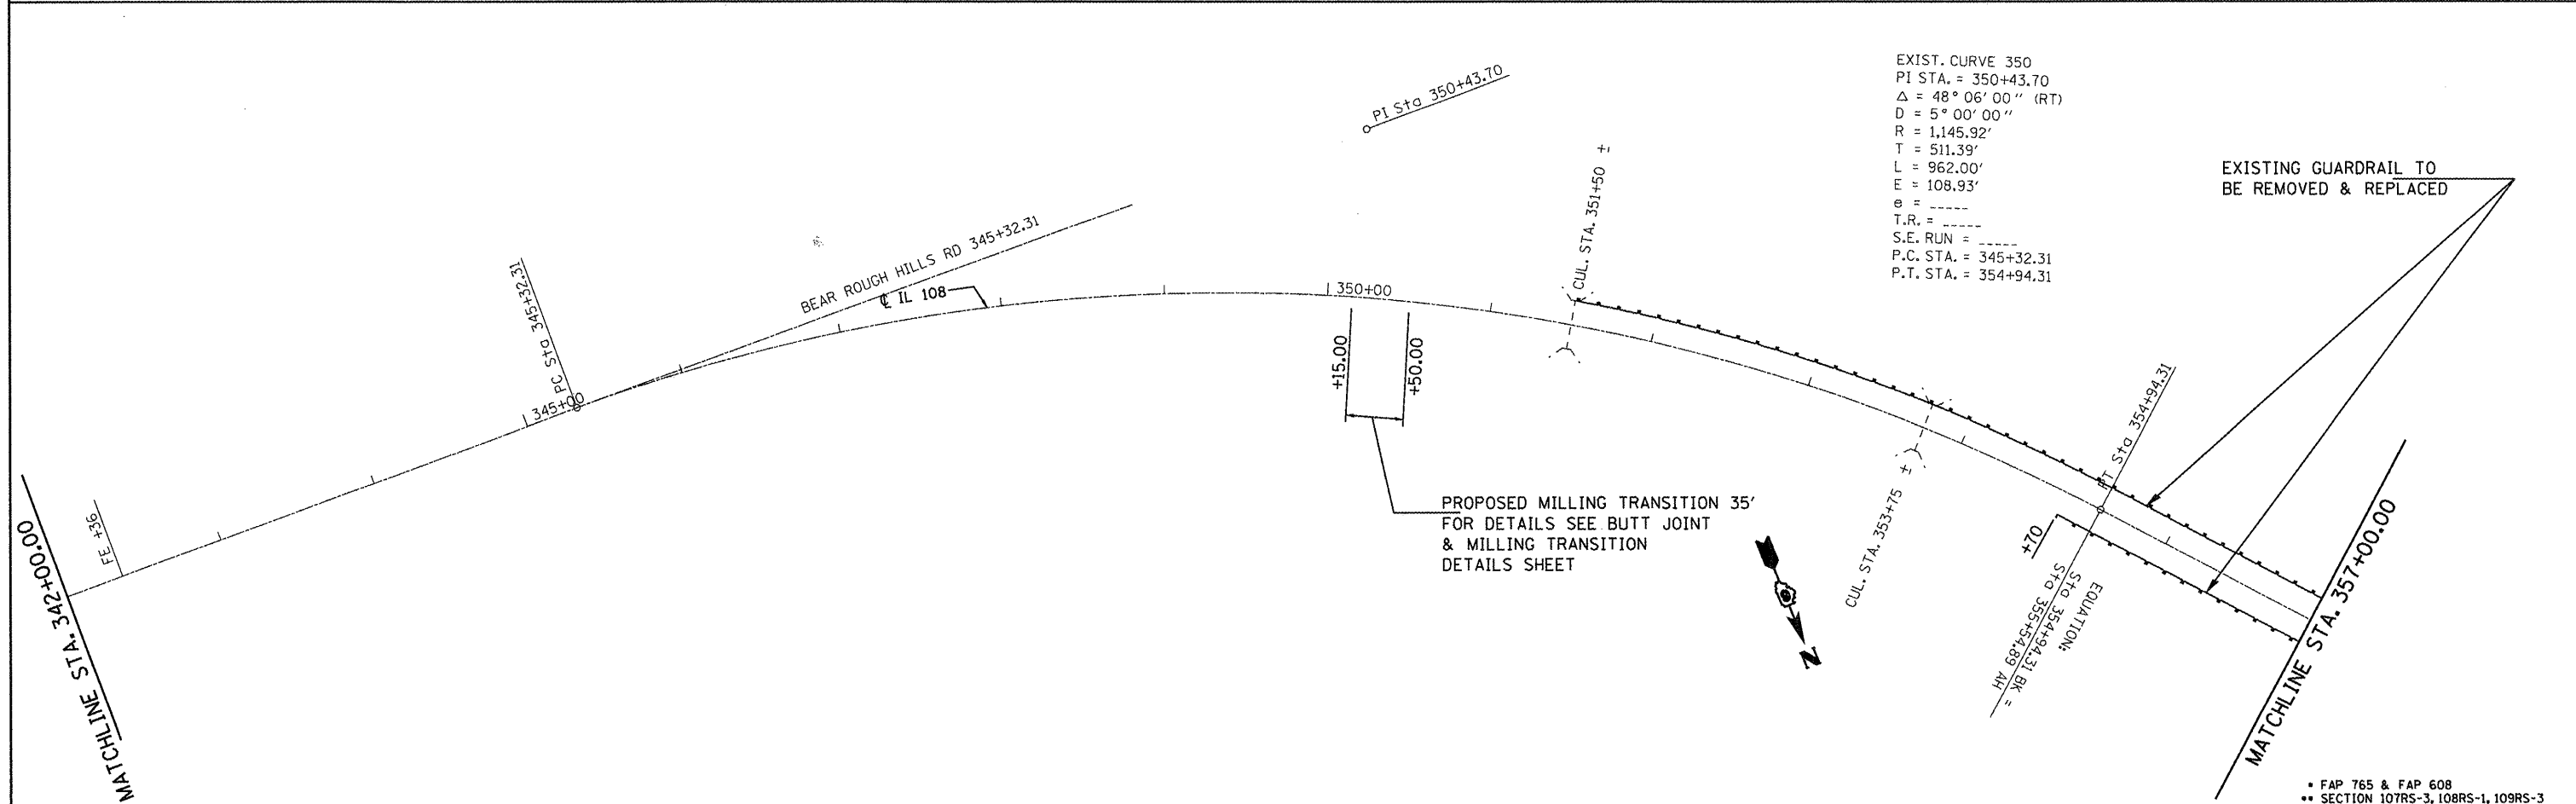 EXIST. CURVE 350
PI STA. = 350+43.70
Δ = 48° 06' 00" (RT)
D = 5° 00' 00"
R = 1,145.92'
T = 511.39'
L = 962.00'
E = 108.93'
e = _____
T.R. = _____
S.E. RUN = _____
P.C. STA. = 345+32.31
P.T. STA. = 354+94.31
PI Sta 350+43.70
EXISTING GUARDRAIL TO
BE REMOVED & REPLACED
CUL. STA. 351+50 ±
BEAR ROUGH HILLS RD 345+32.31
℄ IL 108
PC Sta 345+32.31
350+00
345+00
+15.00
+50.00
PROPOSED MILLING TRANSITION 35'
FOR DETAILS SEE BUTT JOINT
& MILLING TRANSITION
DETAILS SHEET
CUL. STA. 353+75 ±
PT Sta 354+94.31
+70
EQUATION:
Sta 354+94.31 BK =
Sta 355+54.89 AH
N
FE +36
MATCHLINE STA. 342+00.00
MATCHLINE STA. 357+00.00
* FAP 765 & FAP 608
** SECTION 107RS-3, 108RS-1, 109RS-3